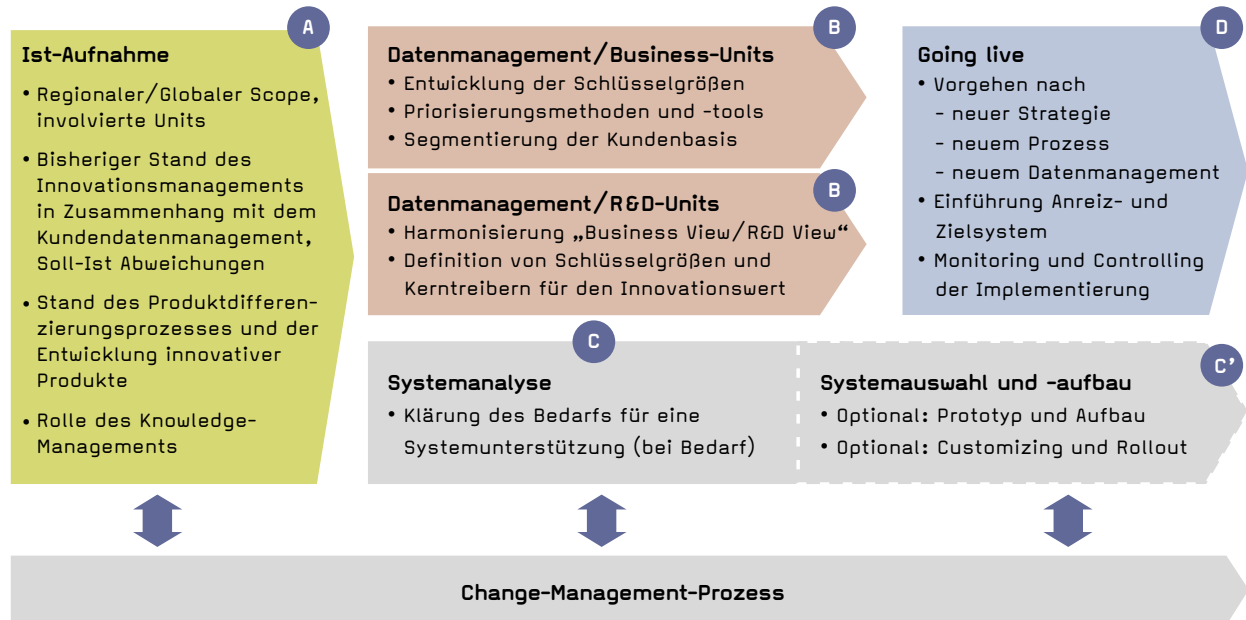 A
Ist-Aufnahme
• Regionaler/Globaler Scope,
involvierte Units
• Bisheriger Stand des
Innovationsmanagements
in Zusammenhang mit dem
Kundendatenmanagement,
Soll-Ist Abweichungen
• Stand des Produktdifferen-
zierungsprozesses und der
Entwicklung innovativer
Produkte
• Rolle des Knowledge-
Managements
B
Datenmanagement/Business-Units
• Entwicklung der Schlüsselgrößen
• Priorisierungsmethoden und -tools
• Segmentierung der Kundenbasis
B
Datenmanagement/R&D-Units
• Harmonisierung „Business View/R&D View“
• Definition von Schlüsselgrößen und
Kerntreibern für den Innovationswert
D
Going live
• Vorgehen nach
- neuer Strategie
- neuem Prozess
- neuem Datenmanagement
• Einführung Anreiz- und
Zielsystem
• Monitoring und Controlling
der Implementierung
C
Systemanalyse
• Klärung des Bedarfs für eine
Systemunterstützung (bei Bedarf)
C’
Systemauswahl und -aufbau
• Optional: Prototyp und Aufbau
• Optional: Customizing und Rollout
Change-Management-Prozess